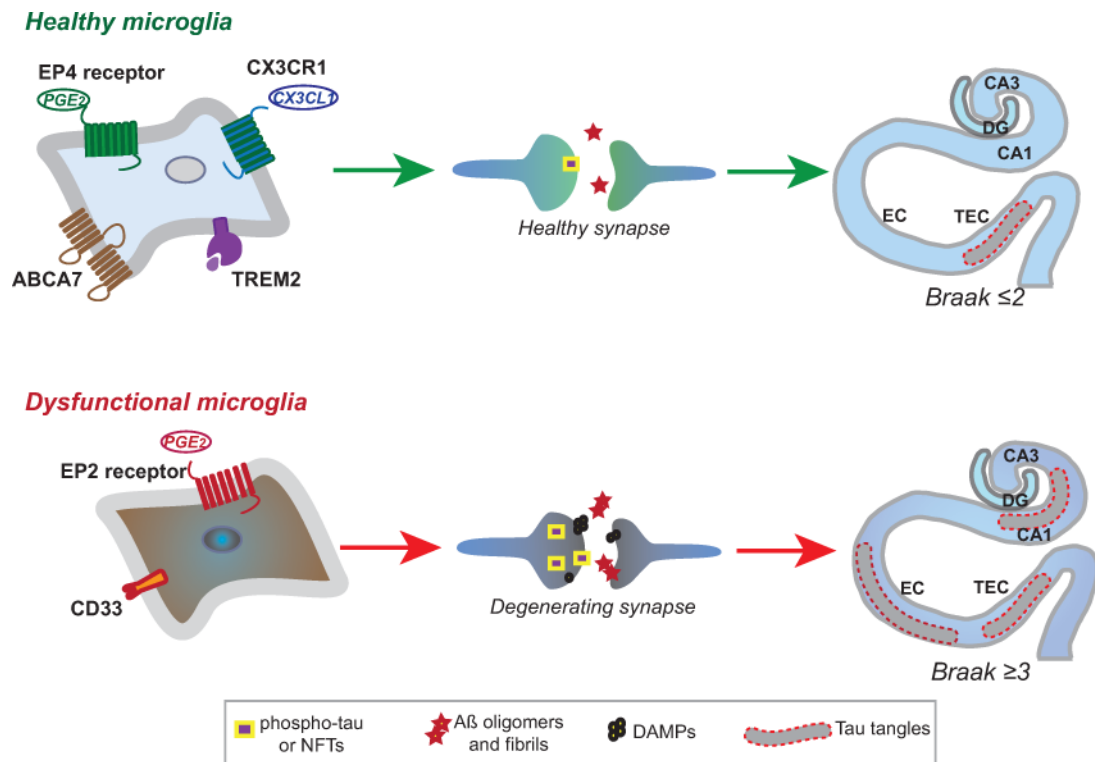 Healthy microglia
EP4 receptor
PGE2
CX3CR1
CX3CL1
ABCA7
TREM2
Healthy synapse
CA3
DG
CA1
EC
TEC
Braak ≤2
Dysfunctional microglia
PGE2
EP2 receptor
CD33
Degenerating synapse
CA3
DG
CA1
EC
TEC
Braak ≥3
phospho-tau
or NFTs
Aß oligomers
and fibrils
DAMPs
Tau tangles